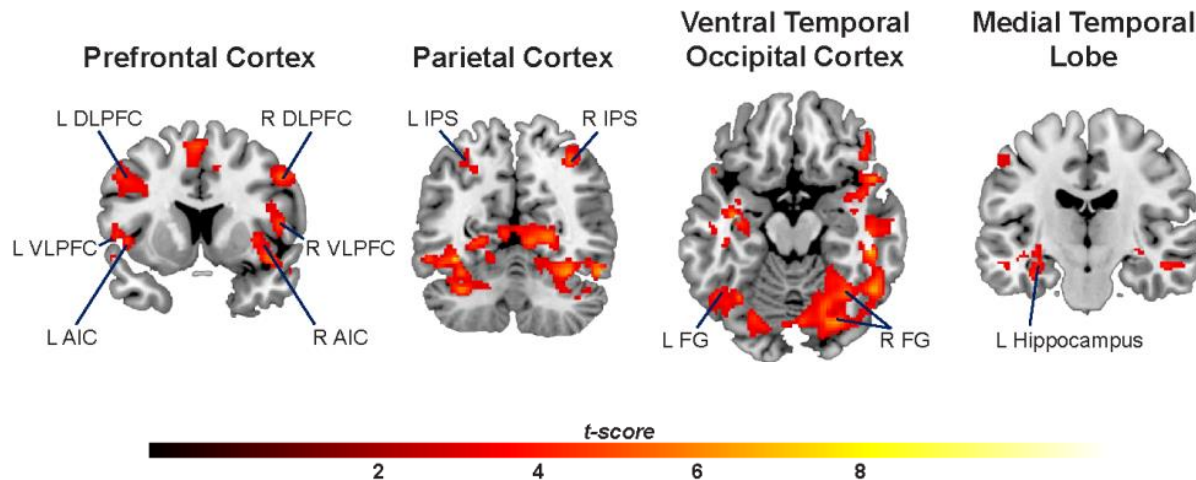 Prefrontal Cortex
Parietal Cortex
Ventral Temporal
Occipital Cortex
Medial Temporal
Lobe
L DLPFC
R DLPFC
L VLPFC
R VLPFC
L AIC
R AIC
L IPS
R IPS
L FG
R FG
L Hippocampus
t-score
2 4 6 8